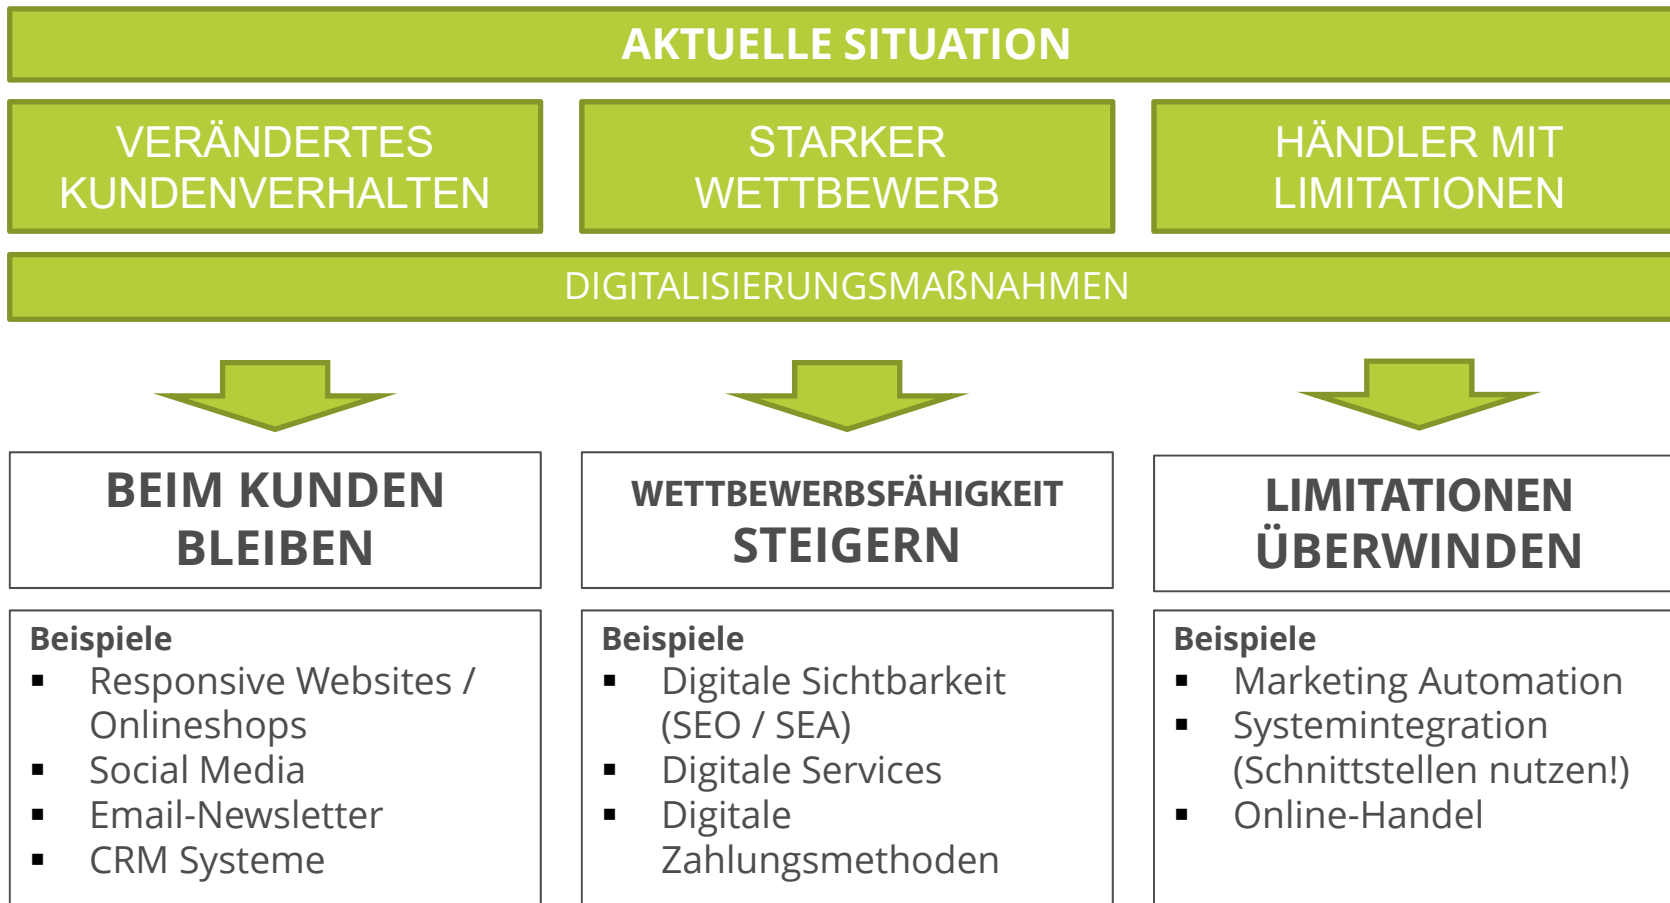 AKTUELLE SITUATION
VERÄNDERTES
KUNDENVERHALTEN
STARKER
WETTBEWERB
HÄNDLER MIT
LIMITATIONEN
DIGITALISIERUNGSMAßNAHMEN
BEIM KUNDEN
BLEIBEN
WETTBEWERBSFÄHIGKEIT
STEIGERN
LIMITATIONEN
ÜBERWINDEN
Beispiele
▪ Responsive Websites /
Onlineshops
▪ Social Media
▪ Email-Newsletter
▪ CRM Systeme
Beispiele
▪ Digitale Sichtbarkeit
(SEO / SEA)
▪ Digitale Services
▪ Digitale
Zahlungsmethoden
Beispiele
▪ Marketing Automation
▪ Systemintegration
(Schnittstellen nutzen!)
▪ Online-Handel